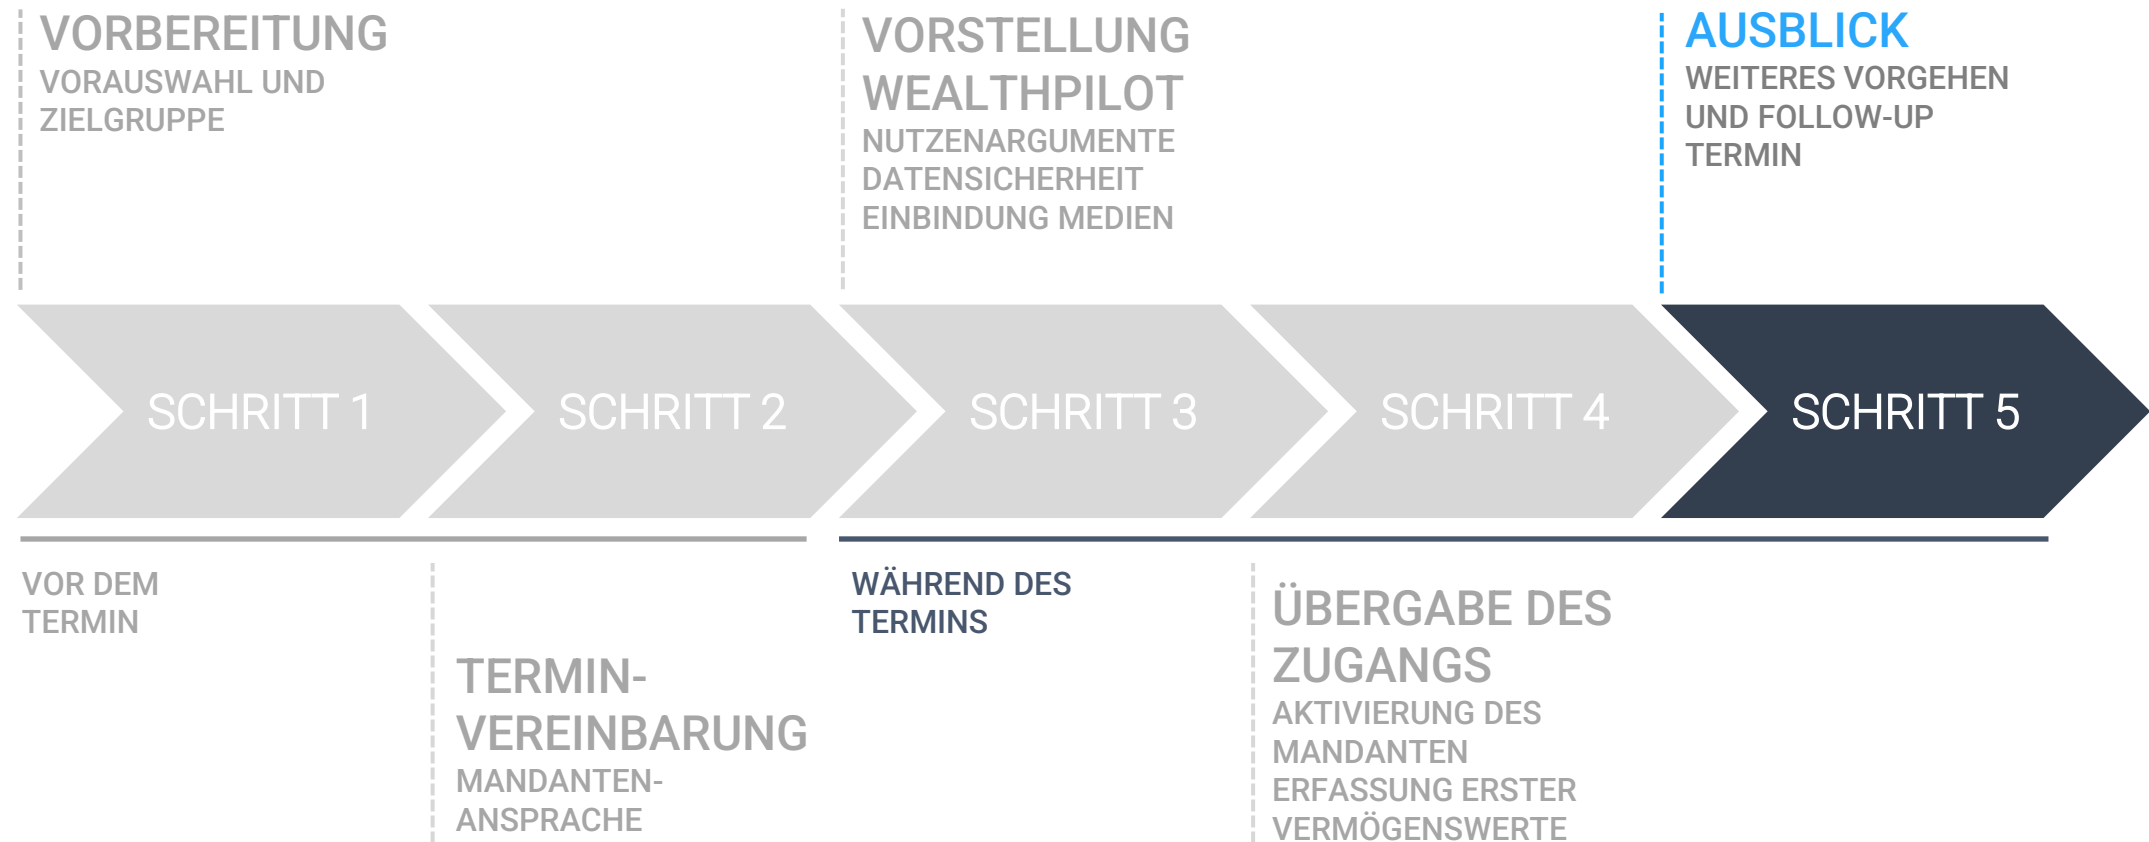 VORBEREITUNG
VORAUSWAHL UND
ZIELGRUPPE
VORSTELLUNG
WEALTHPILOT
NUTZENARGUMENTE
DATENSICHERHEIT
EINBINDUNG MEDIEN
AUSBLICK
WEITERES VORGEHEN
UND FOLLOW-UP
TERMIN
SCHRITT 1
SCHRITT 2
SCHRITT 3
SCHRITT 4
SCHRITT 5
VOR DEM
TERMIN
TERMIN-
VEREINBARUNG
MANDANTEN-
ANSPRACHE
WÄHREND DES
TERMINS
ÜBERGABE DES
ZUGANGS
AKTIVIERUNG DES
MANDANTEN
ERFASSUNG ERSTER
VERMÖGENSWERTE